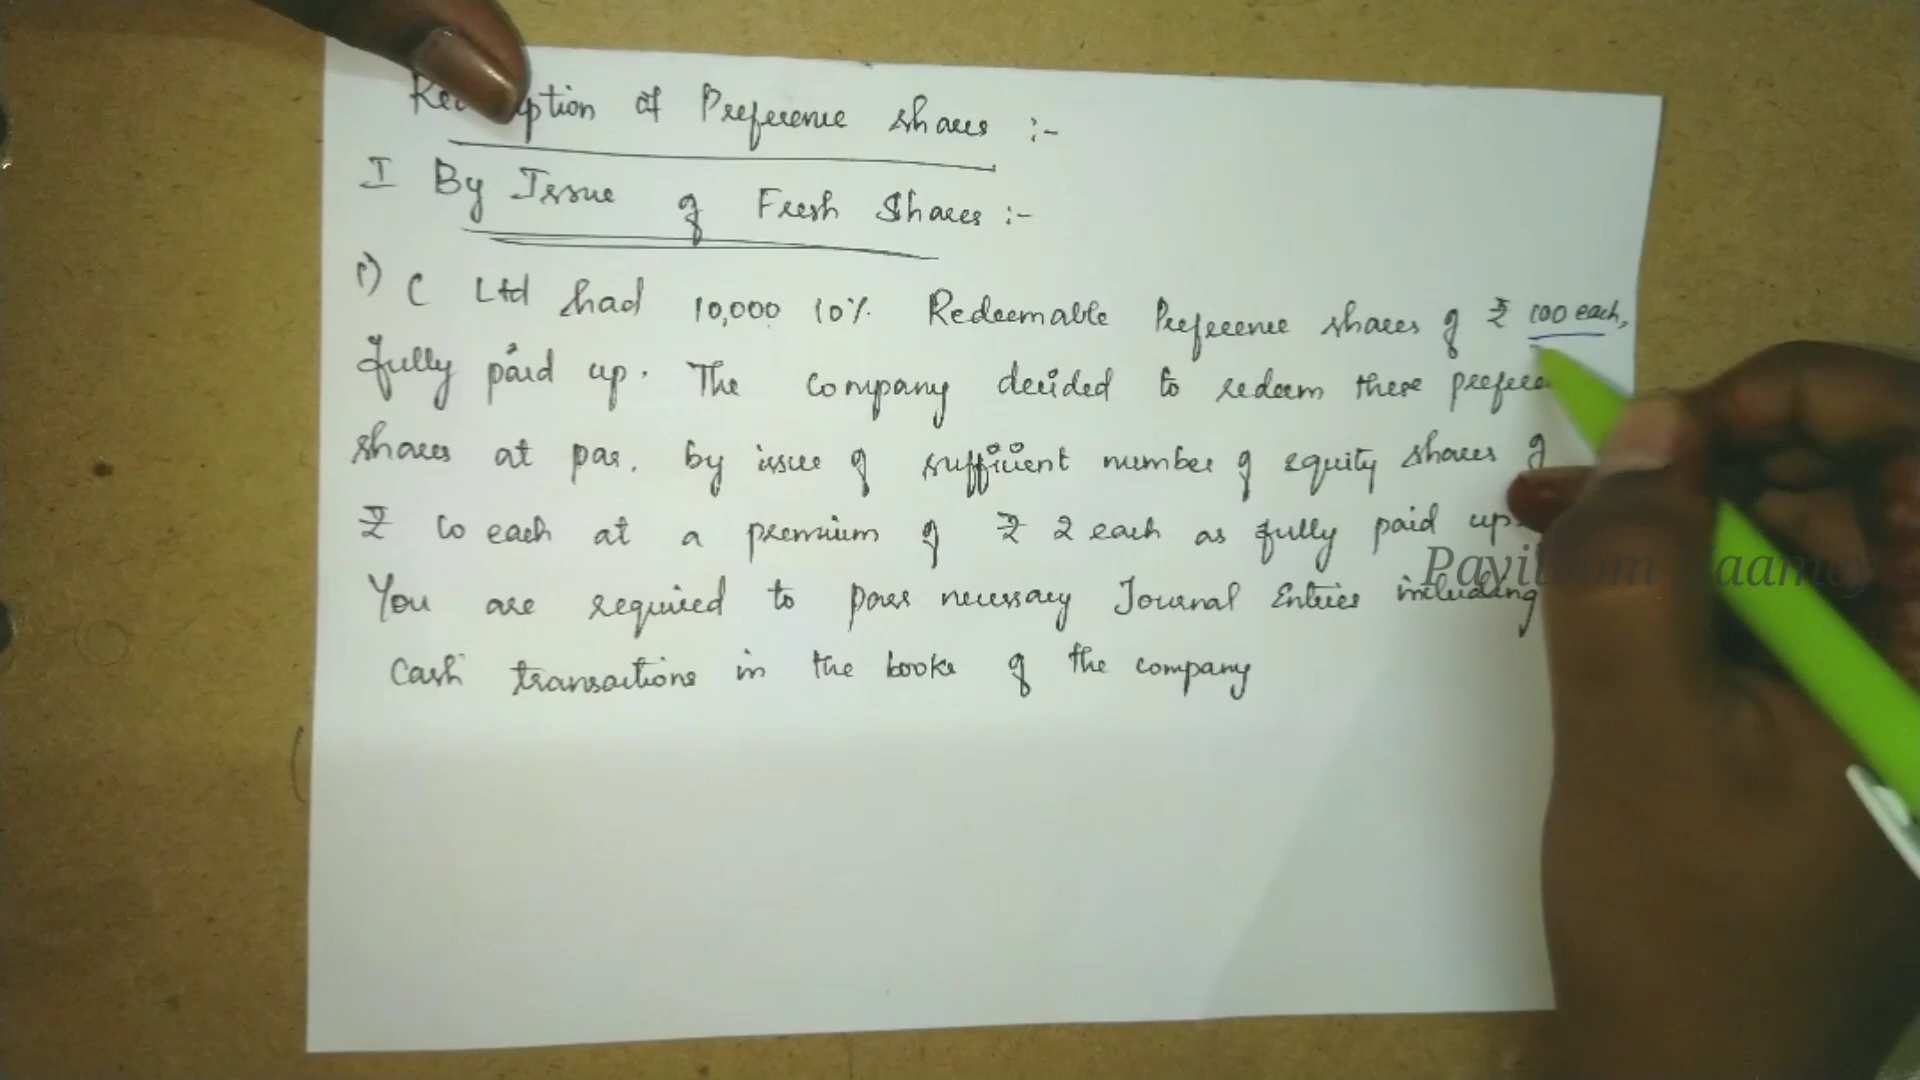 of Preference shares :-
I By Issue of Fresh Shares :-
1) C Ltd had 10,000 10% Redeemable Preference shares of ₹ 100 each,
fully paid up. The company decided to redeem these
shares at par, by issue of sufficient number of equity shares of
₹ 10 each at a premium of ₹ 2 each as fully paid up.
You are required to pass necessary Journal Entries including
cash transactions in the books of the company